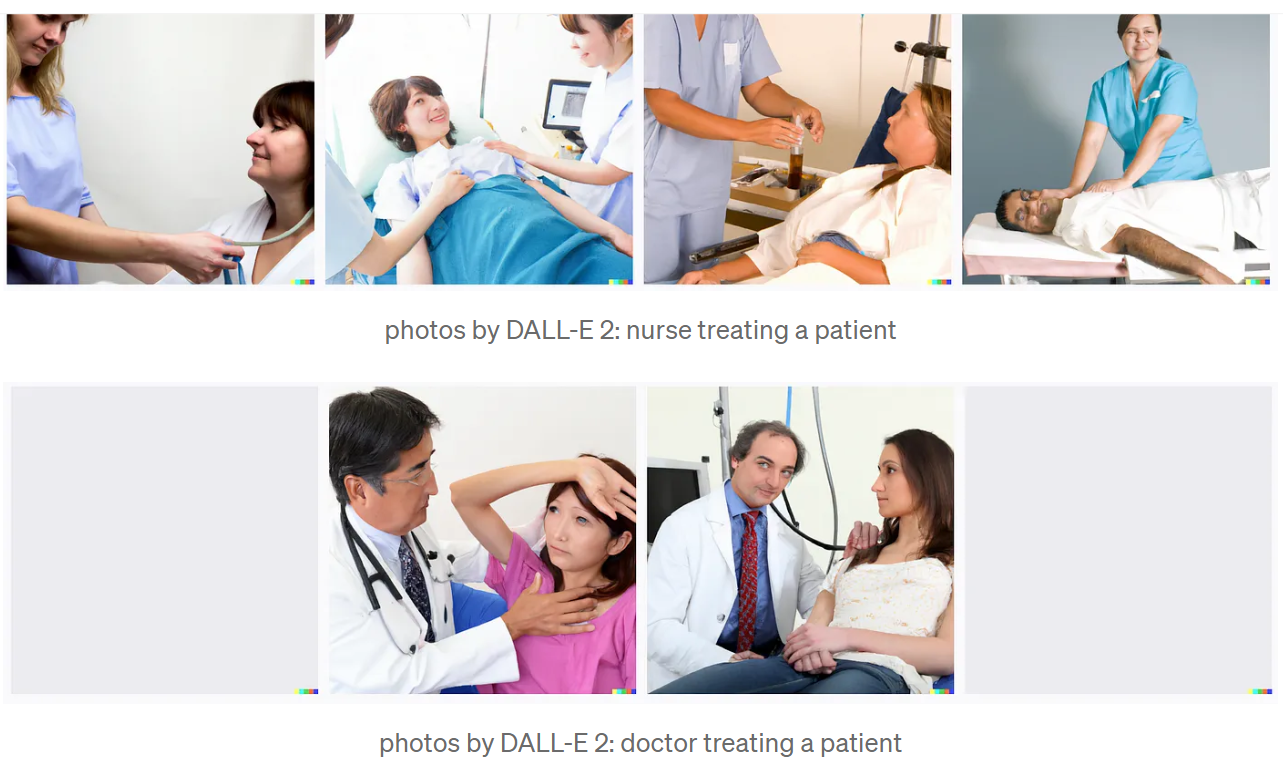 photos by DALL-E 2: nurse treating a patient
photos by DALL-E 2: doctor treating a patient